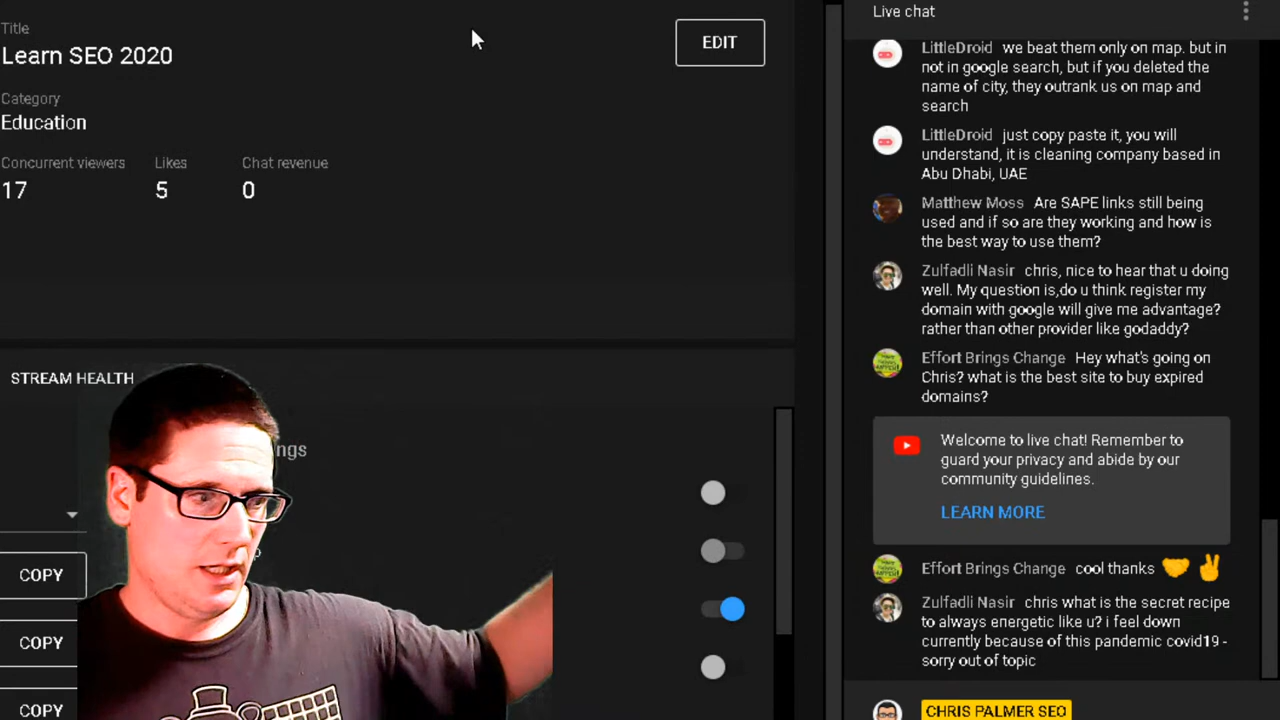 Title
Learn SEO 2020
EDIT
Category
Education
Concurrent viewers
Likes
Chat revenue
17
5
0
STREAM HEALTH
ngs
COPY
COPY
COPY
Live chat
LittleDroid we beat them only on map. but in
not in google search, but if you deleted the
name of city, they outrank us on map and
search
LittleDroid just copy paste it, you will
understand, it is cleaning company based in
Abu Dhabi, UAE
Matthew Moss Are SAPE links still being
used and if so are they working and how is
the best way to use them?
Zulfadli Nasir chris, nice to hear that u doing
well. My question is,do u think register my
domain with google will give me advantage?
rather than other provider like godaddy?
Effort Brings Change Hey what's going on
Chris? what is the best site to buy expired
domains?
Welcome to live chat! Remember to
guard your privacy and abide by our
community guidelines.
LEARN MORE
Effort Brings Change cool thanks 🤝 ✌
Zulfadli Nasir chris what is the secret recipe
to always energetic like u? i feel down
currently because of this pandemic covid19 -
sorry out of topic
CHRIS PALMER SEO